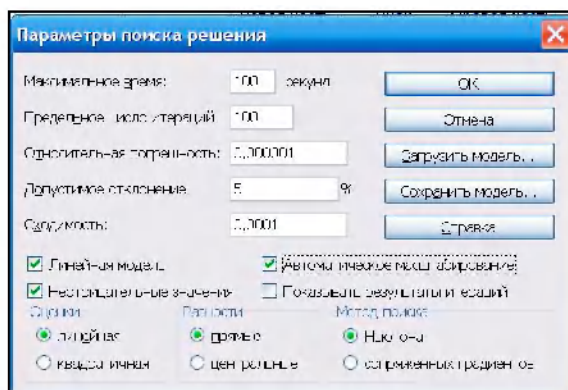 Параметры поиска решения
Максимальное время: 100 секунд OK
Предельное число итераций: 100 Отмена
Относительная погрешность: 0,000001 Загрузить модель...
Допустимое отклонение: 5 % Сохранить модель...
Сходимость: 0,0001 Справка
Линейная модель Автоматическое масштабирование
Неотрицательные значения Показывать результаты итераций
Оценки Разности Метод поиска
линейная прямые Ньютона
квадратичная центральные сопряженных градиентов